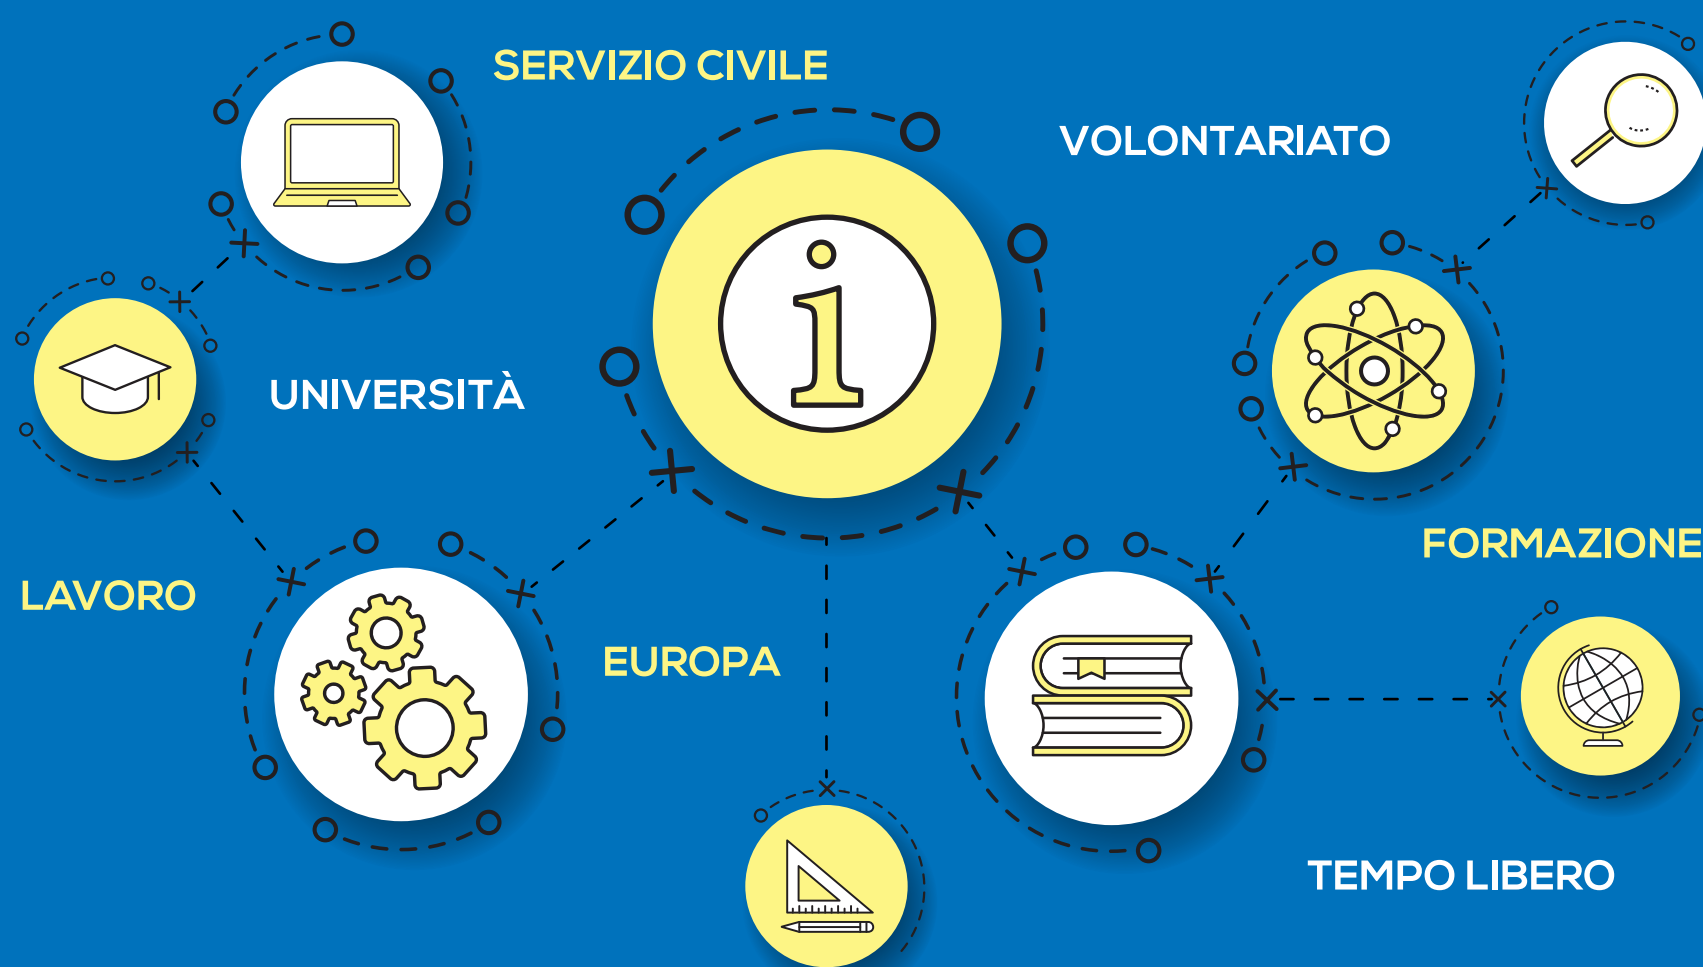 SERVIZIO CIVILE
VOLONTARIATO
UNIVERSITÀ
FORMAZIONE
LAVORO
EUROPA
TEMPO LIBERO